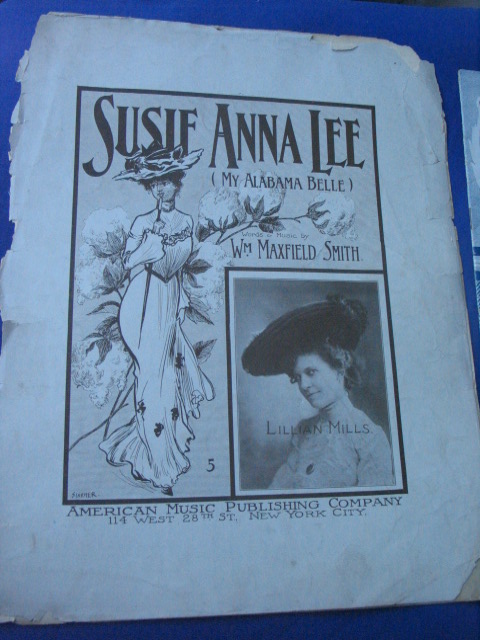 SUSIE ANNA LEE
(MY ALABAMA BELLE)
Words & Music by
WM MAXFIELD SMITH
LILLIAN MILLS.
5
AMERICAN MUSIC PUBLISHING COMPANY
114 WEST 28TH ST. NEW YORK CITY.